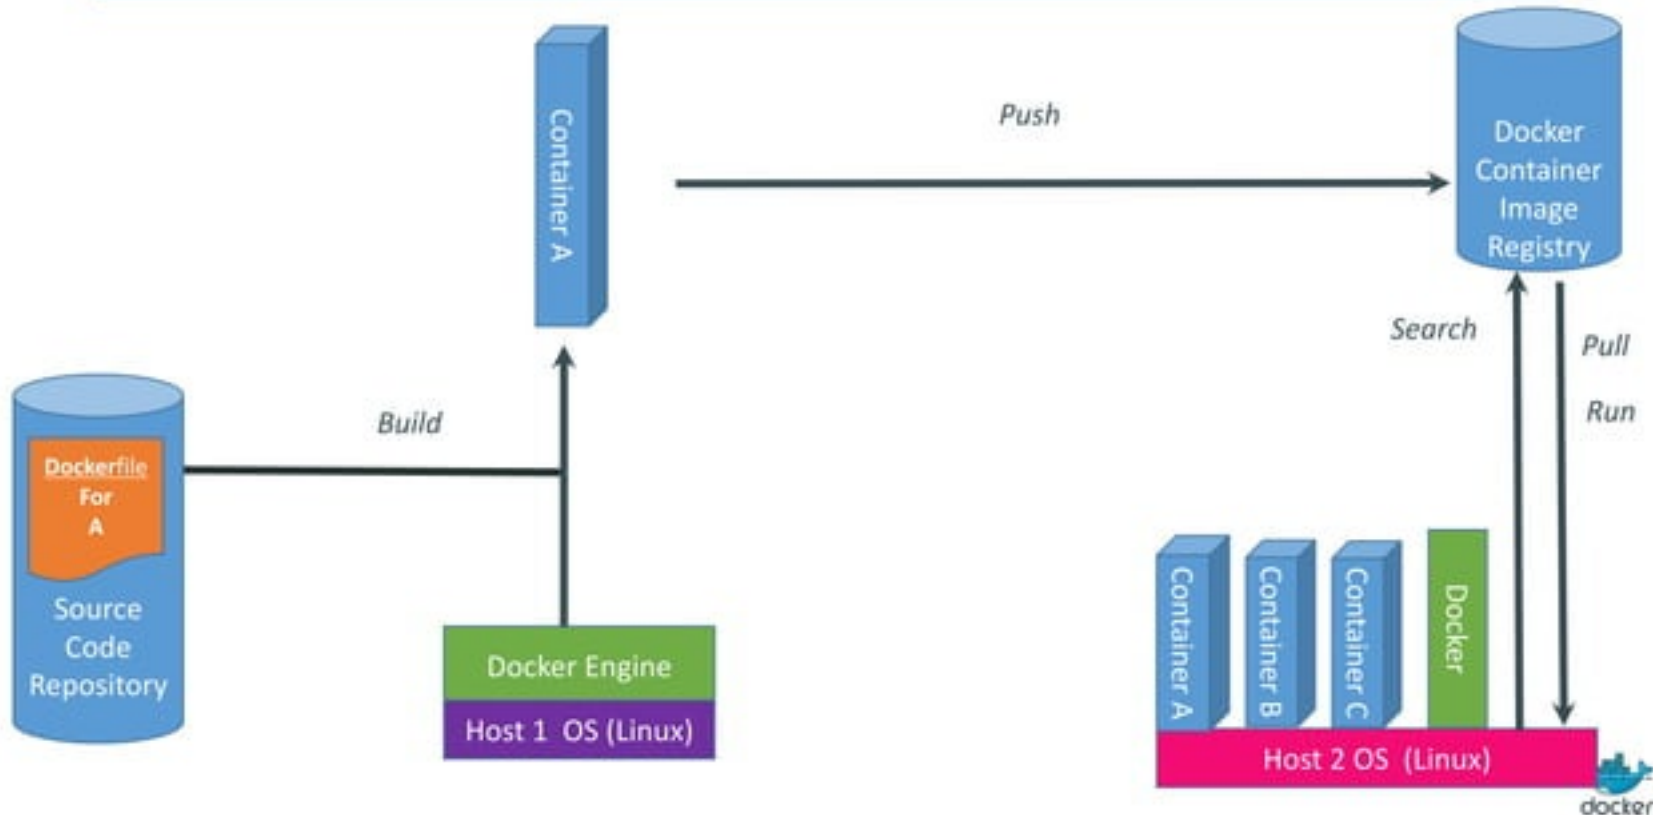 Container A
Push
Docker
Container
Image
Registry
Search
Pull
Run
Build
Dockerfile
For
A
Source
Code
Repository
Docker Engine
Host 1 OS (Linux)
Container A
Container B
Container C
Docker
Host 2 OS (Linux)
docker